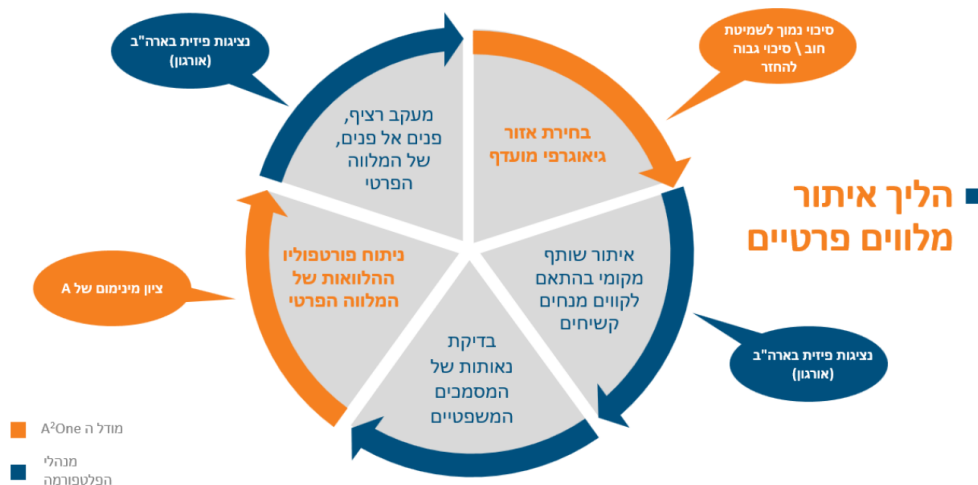 הליך איתור
מלווים פרטיים
סיכוי נמוך לשמיטת
חוב \ סיכוי גבוה
להחזר
בחירת אזור
גיאוגרפי מועדף
איתור שותף
מקומי בהתאם
לקווים מנחים
קשיחים
נציגות פיזית בארה"ב
(אורגון)
בדיקת
נאותות של
המסמכים
המשפטיים
ניתוח פורטפוליו
ההלוואות של
המלווה הפרטי
ציון מינימום של A
מעקב רציף,
פנים אל פנים,
של המלווה
הפרטי
נציגות פיזית בארה"ב
(אורגון)
מודל ה A²One
מנהלי
הפלטפורמה